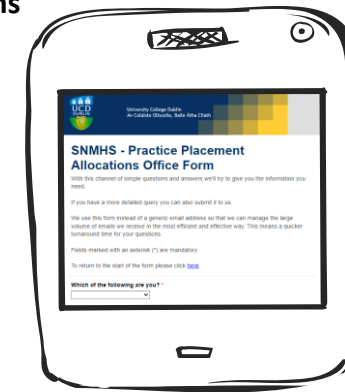 ns
UCD
DUBLIN
University College Dublin
An Coláiste Ollscoile, Baile Átha Cliath
SNMHS - Practice Placement
Allocations Office Form
With this channel of simple questions and answers we'll try to give you the information you
need.
If you have a more detailed query you can also submit it to us.
We use this form instead of a generic email address so that we can manage the large
volume of emails we receive in the most efficient and effective way. This means a quicker
turnaround time for your questions.
Fields marked with an asterisk (*) are mandatory
To return to the start of the form please click here
Which of the following are you? *